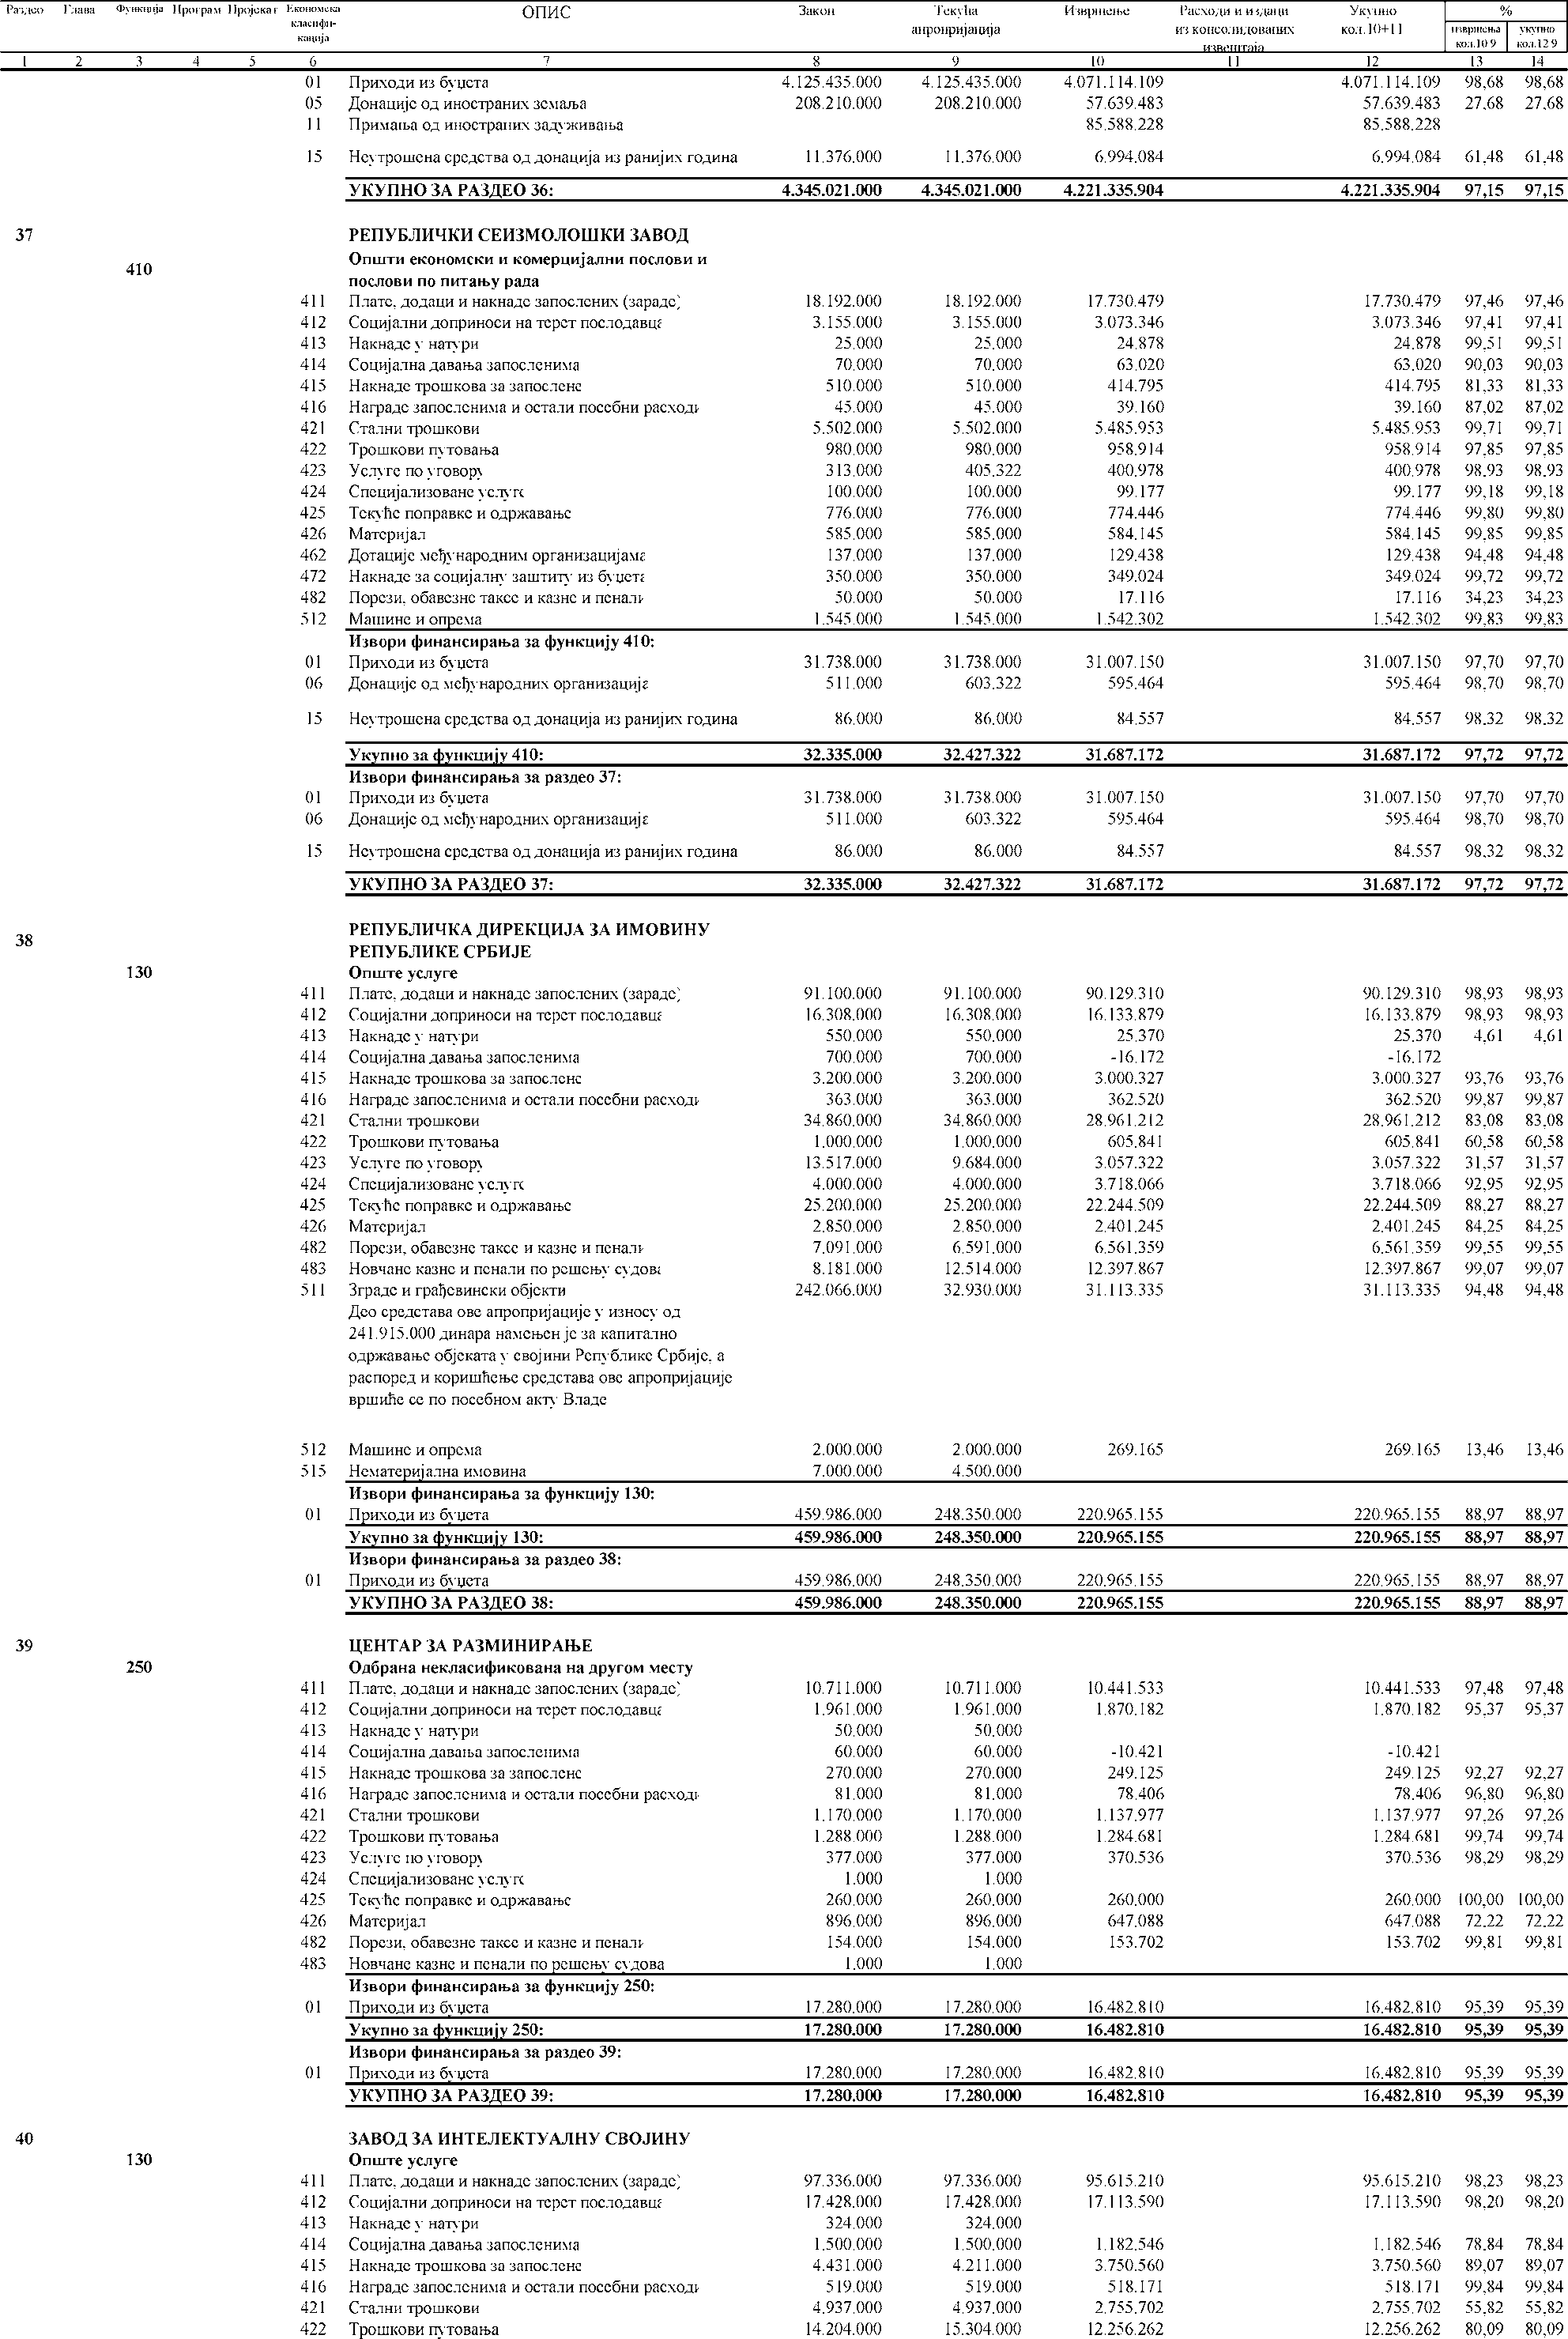 Раздео Глава Функција Програм Пројекат Економска класифи-кација ОПИС Закон Текућа апропријација Извршење Расходи и издаци из консолидованих извештаја Укупно кол.10+11 % извршења кол.10 9 укупно кол.12 9
1 2 3 4 5 6 7 8 9 10 11 12 13 14
01 Приходи из буџета 4.125.435.000 4.125.435.000 4.071.114.109 4.071.114.109 98,68 98,68
05 Донације од иностраних земаља 208.210.000 208.210.000 57.639.483 57.639.483 27,68 27,68
11 Примања од иностраних задуживања 85.588.228 85.588.228
15 Неутрошена средства од донација из ранијих година 11.376.000 11.376.000 6.994.084 6.994.084 61,48 61,48
УКУПНО ЗА РАЗДЕО 36: 4.345.021.000 4.345.021.000 4.221.335.904 4.221.335.904 97,15 97,15
37 РЕПУБЛИЧКИ СЕИЗМОЛОШКИ ЗАВОД
410 Општи економски и комерцијални послови и
послови по питању рада
411 Плате, додаци и накнаде запослених (зараде) 18.192.000 18.192.000 17.730.479 17.730.479 97,46 97,46
412 Социјални доприноси на терет послодавца 3.155.000 3.155.000 3.073.346 3.073.346 97,41 97,41
413 Накнаде у натури 25.000 25.000 24.878 24.878 99,51 99,51
414 Социјална давања запосленима 70.000 70.000 63.020 63.020 90,03 90,03
415 Накнаде трошкова за запослене 510.000 510.000 414.795 414.795 81,33 81,33
416 Награде запосленима и остали посебни расходи 45.000 45.000 39.160 39.160 87,02 87,02
421 Стални трошкови 5.502.000 5.502.000 5.485.953 5.485.953 99,71 99,71
422 Трошкови путовања 980.000 980.000 958.914 958.914 97,85 97,85
423 Услуге по уговору 313.000 405.322 400.978 400.978 98,93 98,93
424 Специјализоване услуге 100.000 100.000 99.177 99.177 99,18 99,18
425 Текуће поправке и одржавање 776.000 776.000 774.446 774.446 99,80 99,80
426 Материјал 585.000 585.000 584.145 584.145 99,85 99,85
462 Дотације међународним организацијама 137.000 137.000 129.438 129.438 94,48 94,48
472 Накнаде за социјалну заштиту из буџета 350.000 350.000 349.024 349.024 99,72 99,72
482 Порези, обавезне таксе и казне и пенали 50.000 50.000 17.116 17.116 34,23 34,23
512 Машине и опрема 1.545.000 1.545.000 1.542.302 1.542.302 99,83 99,83
Извори финансирања за функцију 410:
01 Приходи из буџета 31.738.000 31.738.000 31.007.150 31.007.150 97,70 97,70
06 Донације од међународних организација 511.000 603.322 595.464 595.464 98,70 98,70
15 Неутрошена средства од донација из ранијих година 86.000 86.000 84.557 84.557 98,32 98,32
Укупно за функцију 410: 32.335.000 32.427.322 31.687.172 31.687.172 97,72 97,72
Извори финансирања за раздео 37:
01 Приходи из буџета 31.738.000 31.738.000 31.007.150 31.007.150 97,70 97,70
06 Донације од међународних организација 511.000 603.322 595.464 595.464 98,70 98,70
15 Неутрошена средства од донација из ранијих година 86.000 86.000 84.557 84.557 98,32 98,32
УКУПНО ЗА РАЗДЕО 37: 32.335.000 32.427.322 31.687.172 31.687.172 97,72 97,72
38 РЕПУБЛИЧКА ДИРЕКЦИЈА ЗА ИМОВИНУ
РЕПУБЛИКЕ СРБИЈЕ
130 Опште услуге
411 Плате, додаци и накнаде запослених (зараде) 91.100.000 91.100.000 90.129.310 90.129.310 98,93 98,93
412 Социјални доприноси на терет послодавца 16.308.000 16.308.000 16.133.879 16.133.879 98,93 98,93
413 Накнаде у натури 550.000 550.000 25.370 25.370 4,61 4,61
414 Социјална давања запосленима 700.000 700.000 -16.172 -16.172
415 Накнаде трошкова за запослене 3.200.000 3.200.000 3.000.327 3.000.327 93,76 93,76
416 Награде запосленима и остали посебни расходи 363.000 363.000 362.520 362.520 99,87 99,87
421 Стални трошкови 34.860.000 34.860.000 28.961.212 28.961.212 83,08 83,08
422 Трошкови путовања 1.000.000 1.000.000 605.841 605.841 60,58 60,58
423 Услуге по уговору 13.517.000 9.684.000 3.057.322 3.057.322 31,57 31,57
424 Специјализоване услуге 4.000.000 4.000.000 3.718.066 3.718.066 92,95 92,95
425 Текуће поправке и одржавање 25.200.000 25.200.000 22.244.509 22.244.509 88,27 88,27
426 Материјал 2.850.000 2.850.000 2.401.245 2.401.245 84,25 84,25
482 Порези, обавезне таксе и казне и пенали 7.091.000 6.591.000 6.561.359 6.561.359 99,55 99,55
483 Новчане казне и пенали по решењу судова 8.181.000 12.514.000 12.397.867 12.397.867 99,07 99,07
511 Зграде и грађевински објекти 242.066.000 32.930.000 31.113.335 31.113.335 94,48 94,48
Део средстава ове апропријације у износу од
241.915.000 динара намењен је за капитално
одржавање објеката у својини Републике Србије, а
распоред и коришћење средстава ове апропријације
вршиће се по посебном акту Владе
512 Машине и опрема 2.000.000 2.000.000 269.165 269.165 13,46 13,46
515 Нематеријална имовина 7.000.000 4.500.000
Извори финансирања за функцију 130:
01 Приходи из буџета 459.986.000 248.350.000 220.965.155 220.965.155 88,97 88,97
Укупно за функцију 130: 459.986.000 248.350.000 220.965.155 220.965.155 88,97 88,97
Извори финансирања за раздео 38:
01 Приходи из буџета 459.986.000 248.350.000 220.965.155 220.965.155 88,97 88,97
УКУПНО ЗА РАЗДЕО 38: 459.986.000 248.350.000 220.965.155 220.965.155 88,97 88,97
39 ЦЕНТАР ЗА РАЗМИНИРАЊЕ
250 Одбрана некласификована на другом месту
411 Плате, додаци и накнаде запослених (зараде) 10.711.000 10.711.000 10.441.533 10.441.533 97,48 97,48
412 Социјални доприноси на терет послодавца 1.961.000 1.961.000 1.870.182 1.870.182 95,37 95,37
413 Накнаде у натури 50.000 50.000
414 Социјална давања запосленима 60.000 60.000 -10.421 -10.421
415 Накнаде трошкова за запослене 270.000 270.000 249.125 249.125 92,27 92,27
416 Награде запосленима и остали посебни расходи 81.000 81.000 78.406 78.406 96,80 96,80
421 Стални трошкови 1.170.000 1.170.000 1.137.977 1.137.977 97,26 97,26
422 Трошкови путовања 1.288.000 1.288.000 1.284.681 1.284.681 99,74 99,74
423 Услуге по уговору 377.000 377.000 370.536 370.536 98,29 98,29
424 Специјализоване услуге 1.000 1.000
425 Текуће поправке и одржавање 260.000 260.000 260.000 260.000 100,00 100,00
426 Материјал 896.000 896.000 647.088 647.088 72,22 72,22
482 Порези, обавезне таксе и казне и пенали 154.000 154.000 153.702 153.702 99,81 99,81
483 Новчане казне и пенали по решењу судова 1.000 1.000
Извори финансирања за функцију 250:
01 Приходи из буџета 17.280.000 17.280.000 16.482.810 16.482.810 95,39 95,39
Укупно за функцију 250: 17.280.000 17.280.000 16.482.810 16.482.810 95,39 95,39
Извори финансирања за раздео 39:
01 Приходи из буџета 17.280.000 17.280.000 16.482.810 16.482.810 95,39 95,39
УКУПНО ЗА РАЗДЕО 39: 17.280.000 17.280.000 16.482.810 16.482.810 95,39 95,39
40 ЗАВОД ЗА ИНТЕЛЕКТУАЛНУ СВОЈИНУ
130 Опште услуге
411 Плате, додаци и накнаде запослених (зараде) 97.336.000 97.336.000 95.615.210 95.615.210 98,23 98,23
412 Социјални доприноси на терет послодавца 17.428.000 17.428.000 17.113.590 17.113.590 98,20 98,20
413 Накнаде у натури 324.000 324.000
414 Социјална давања запосленима 1.500.000 1.500.000 1.182.546 1.182.546 78,84 78,84
415 Накнаде трошкова за запослене 4.431.000 4.211.000 3.750.560 3.750.560 89,07 89,07
416 Награде запосленима и остали посебни расходи 519.000 519.000 518.171 518.171 99,84 99,84
421 Стални трошкови 4.937.000 4.937.000 2.755.702 2.755.702 55,82 55,82
422 Трошкови путовања 14.204.000 15.304.000 12.256.262 12.256.262 80,09 80,09